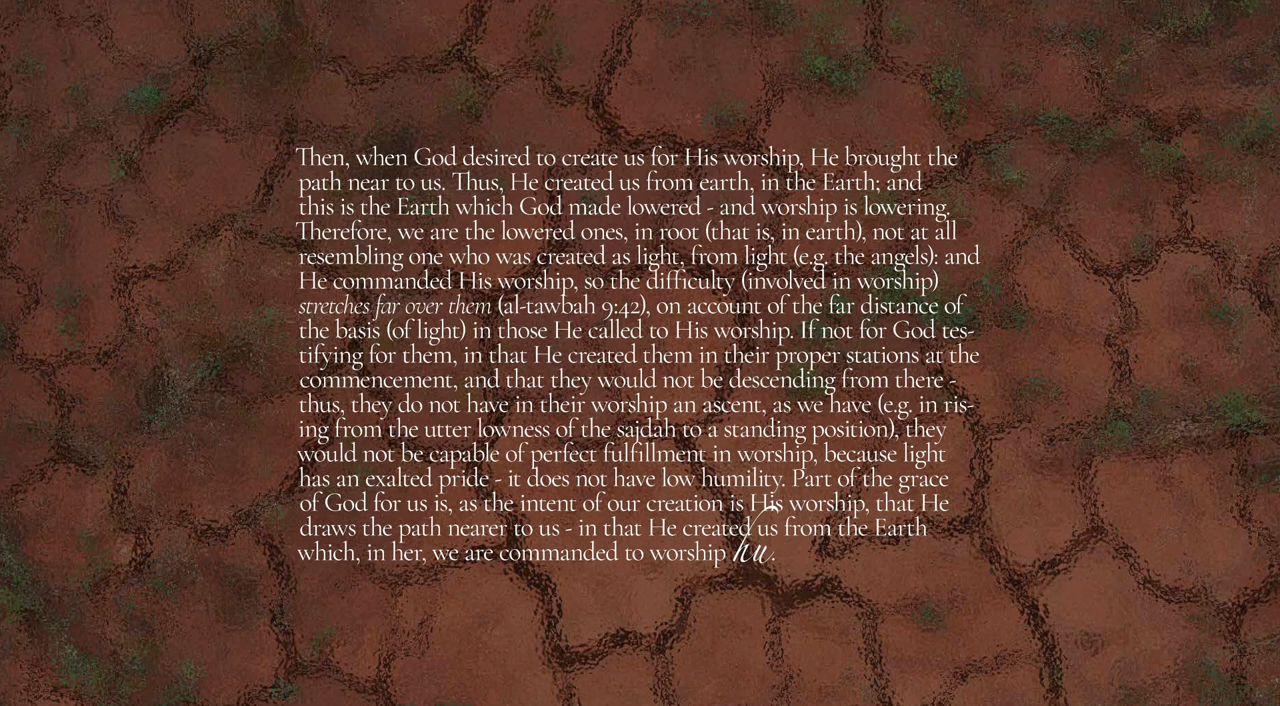 Then, when God desired to create us for His worship, He brought the
path near to us. Thus, He created us from earth, in the Earth; and
this is the Earth which God made lowered - and worship is lowering.
Therefore, we are the lowered ones, in root (that is, in earth), not at all
resembling one who was created as light, from light (e.g. the angels): and
He commanded His worship, so the difficulty (involved in worship)
stretches far over them (al-tawbah 9:42), on account of the far distance of
the basis (of light) in those He called to His worship. If not for God tes-
tifying for them, in that He created them in their proper stations at the
commencement, and that they would not be descending from there -
thus, they do not have in their worship an ascent, as we have (e.g. in ris-
ing from the utter lowness of the sajdah to a standing position), they
would not be capable of perfect fulfillment in worship, because light
has an exalted pride - it does not have low humility. Part of the grace
of God for us is, as the intent of our creation is His worship, that He
draws the path nearer to us - in that He created us from the Earth
which, in her, we are commanded to worship hu.